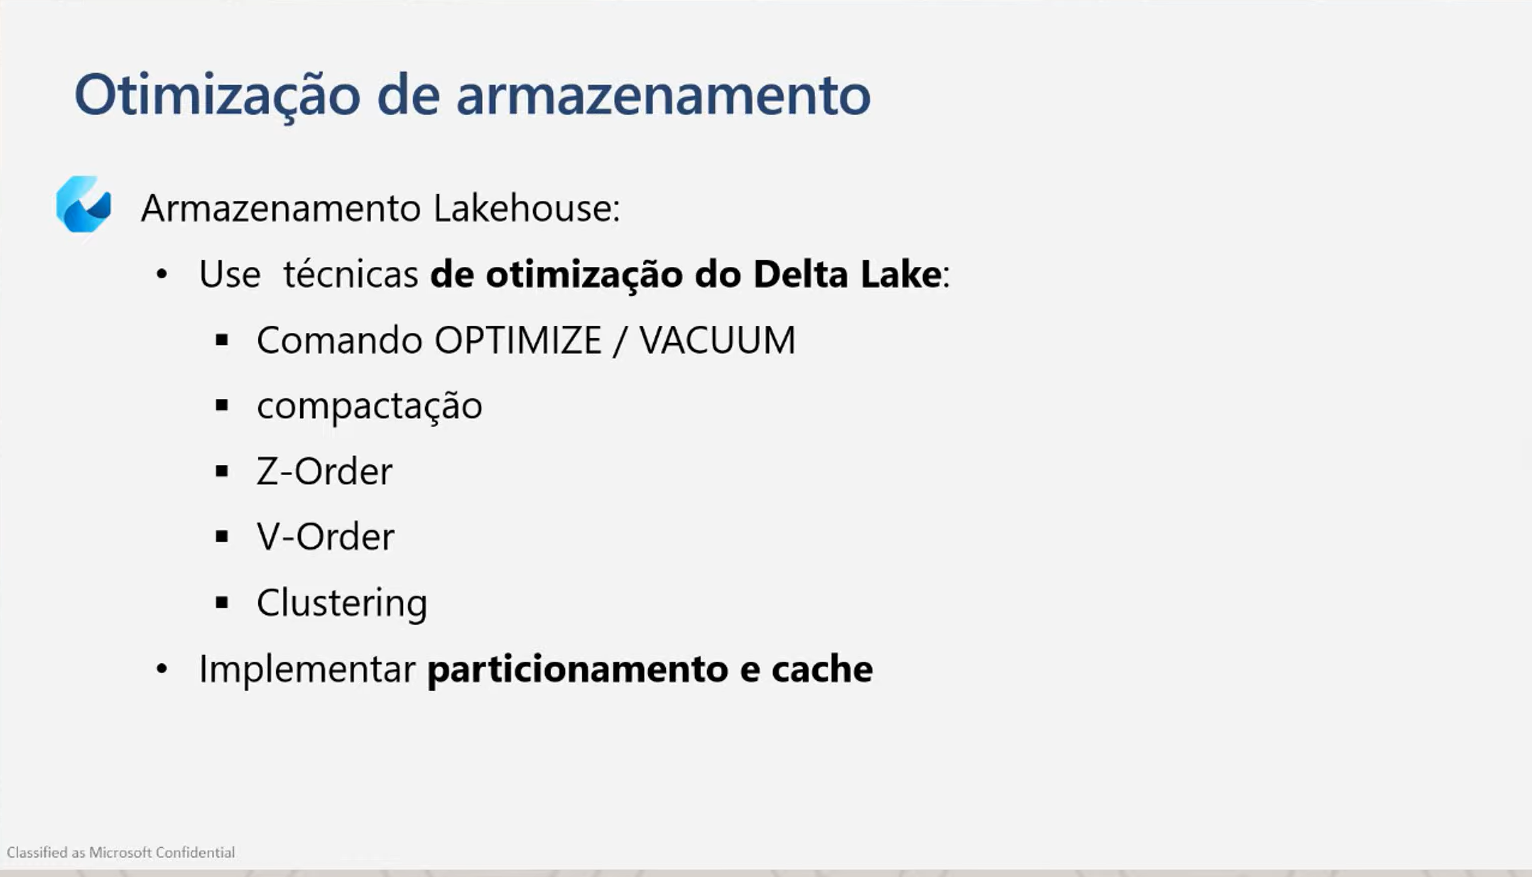 Otimização de armazenamento
Armazenamento Lakehouse:
• Use  técnicas de otimização do Delta Lake:
▪ Comando OPTIMIZE / VACUUM
▪ compactação
▪ Z-Order
▪ V-Order
▪ Clustering
• Implementar particionamento e cache
Classified as Microsoft Confidential